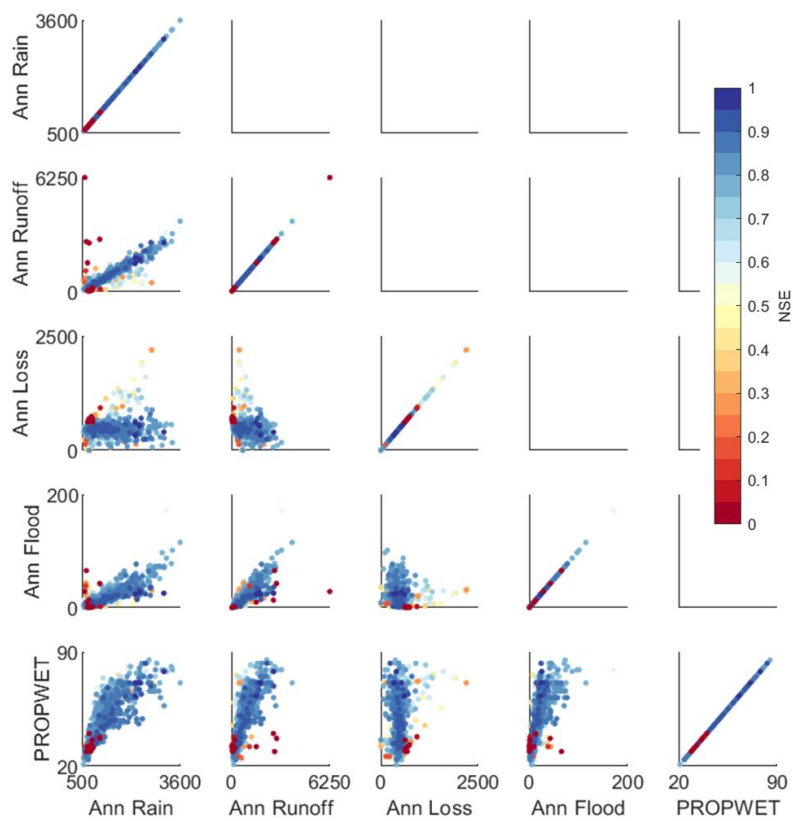 3600
Ann Rain
500
6250
Ann Runoff
0
2500
Ann Loss
0
200
Ann Flood
0
90
PROPWET
20
500 3600 0 6250 0 2500 0 200 20 90
Ann Rain Ann Runoff Ann Loss Ann Flood PROPWET
1
0.9
0.8
0.7
0.6
0.5
0.4
0.3
0.2
0.1
0
NSE